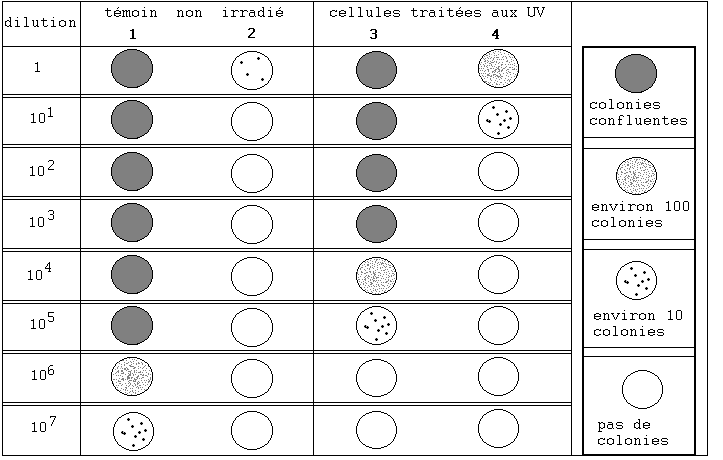 dilution
témoin non irradié
cellules traitées aux UV
1 2 3 4
1
10^1
10^2
10^3
10^4
10^5
10^6
10^7
colonies
confluentes
environ 100
colonies
environ 10
colonies
pas de
colonies